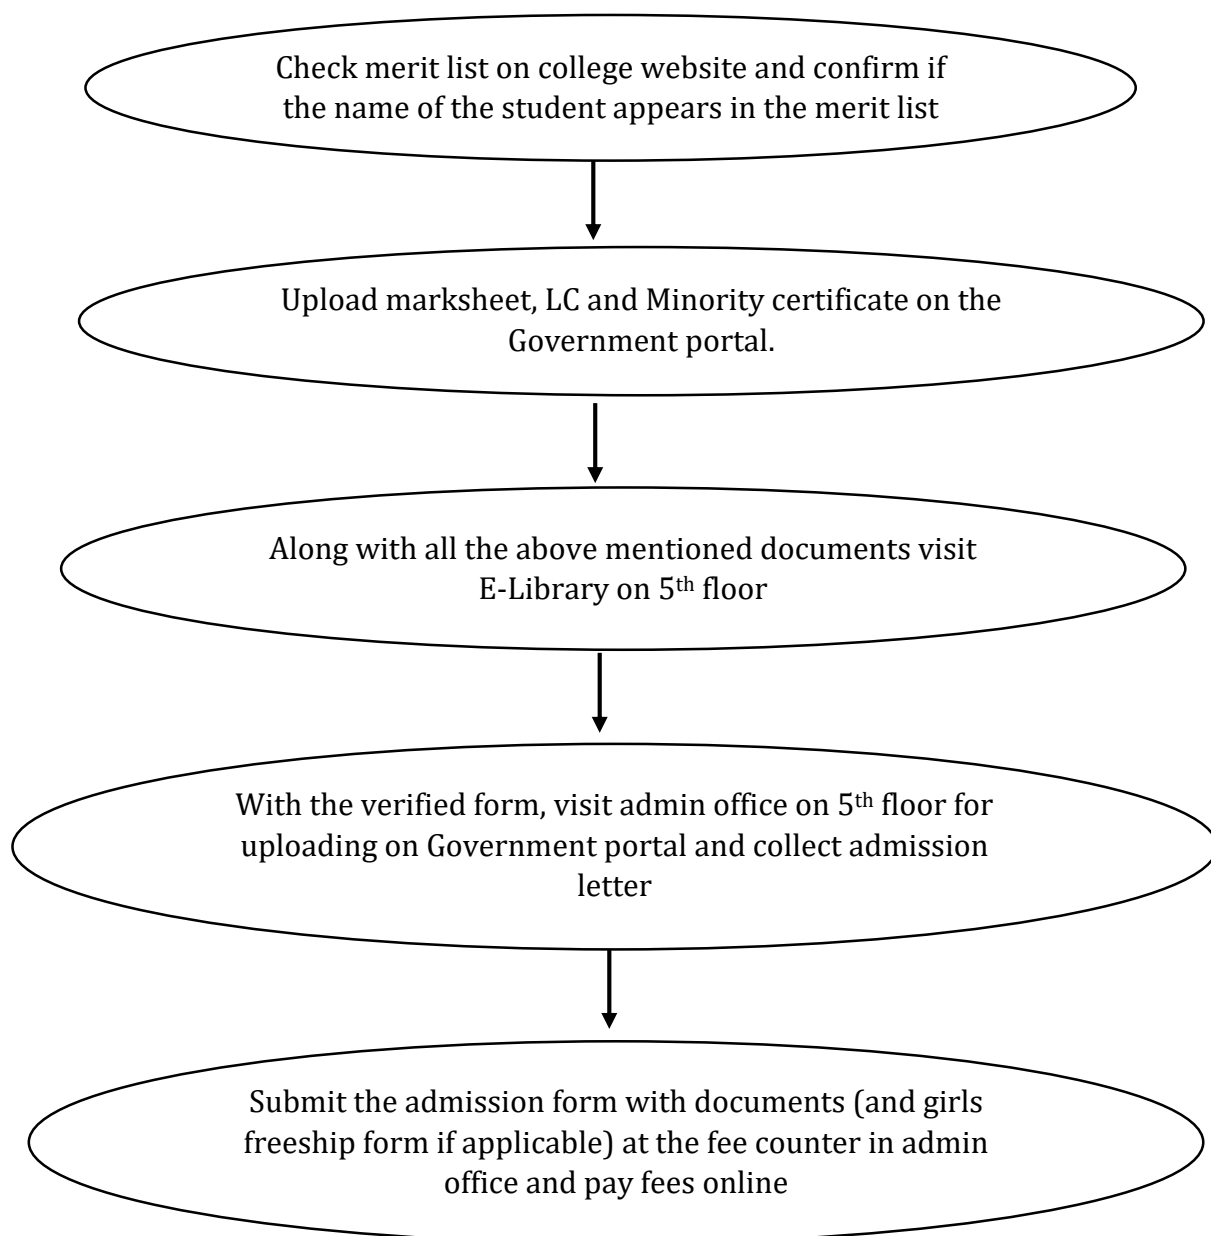 Check merit list on college website and confirm if
the name of the student appears in the merit list
Upload marksheet, LC and Minority certificate on the
Government portal.
Along with all the above mentioned documents visit
E-Library on 5th floor
With the verified form, visit admin office on 5th floor for
uploading on Government portal and collect admission
letter
Submit the admission form with documents (and girls
freeship form if applicable) at the fee counter in admin
office and pay fees online